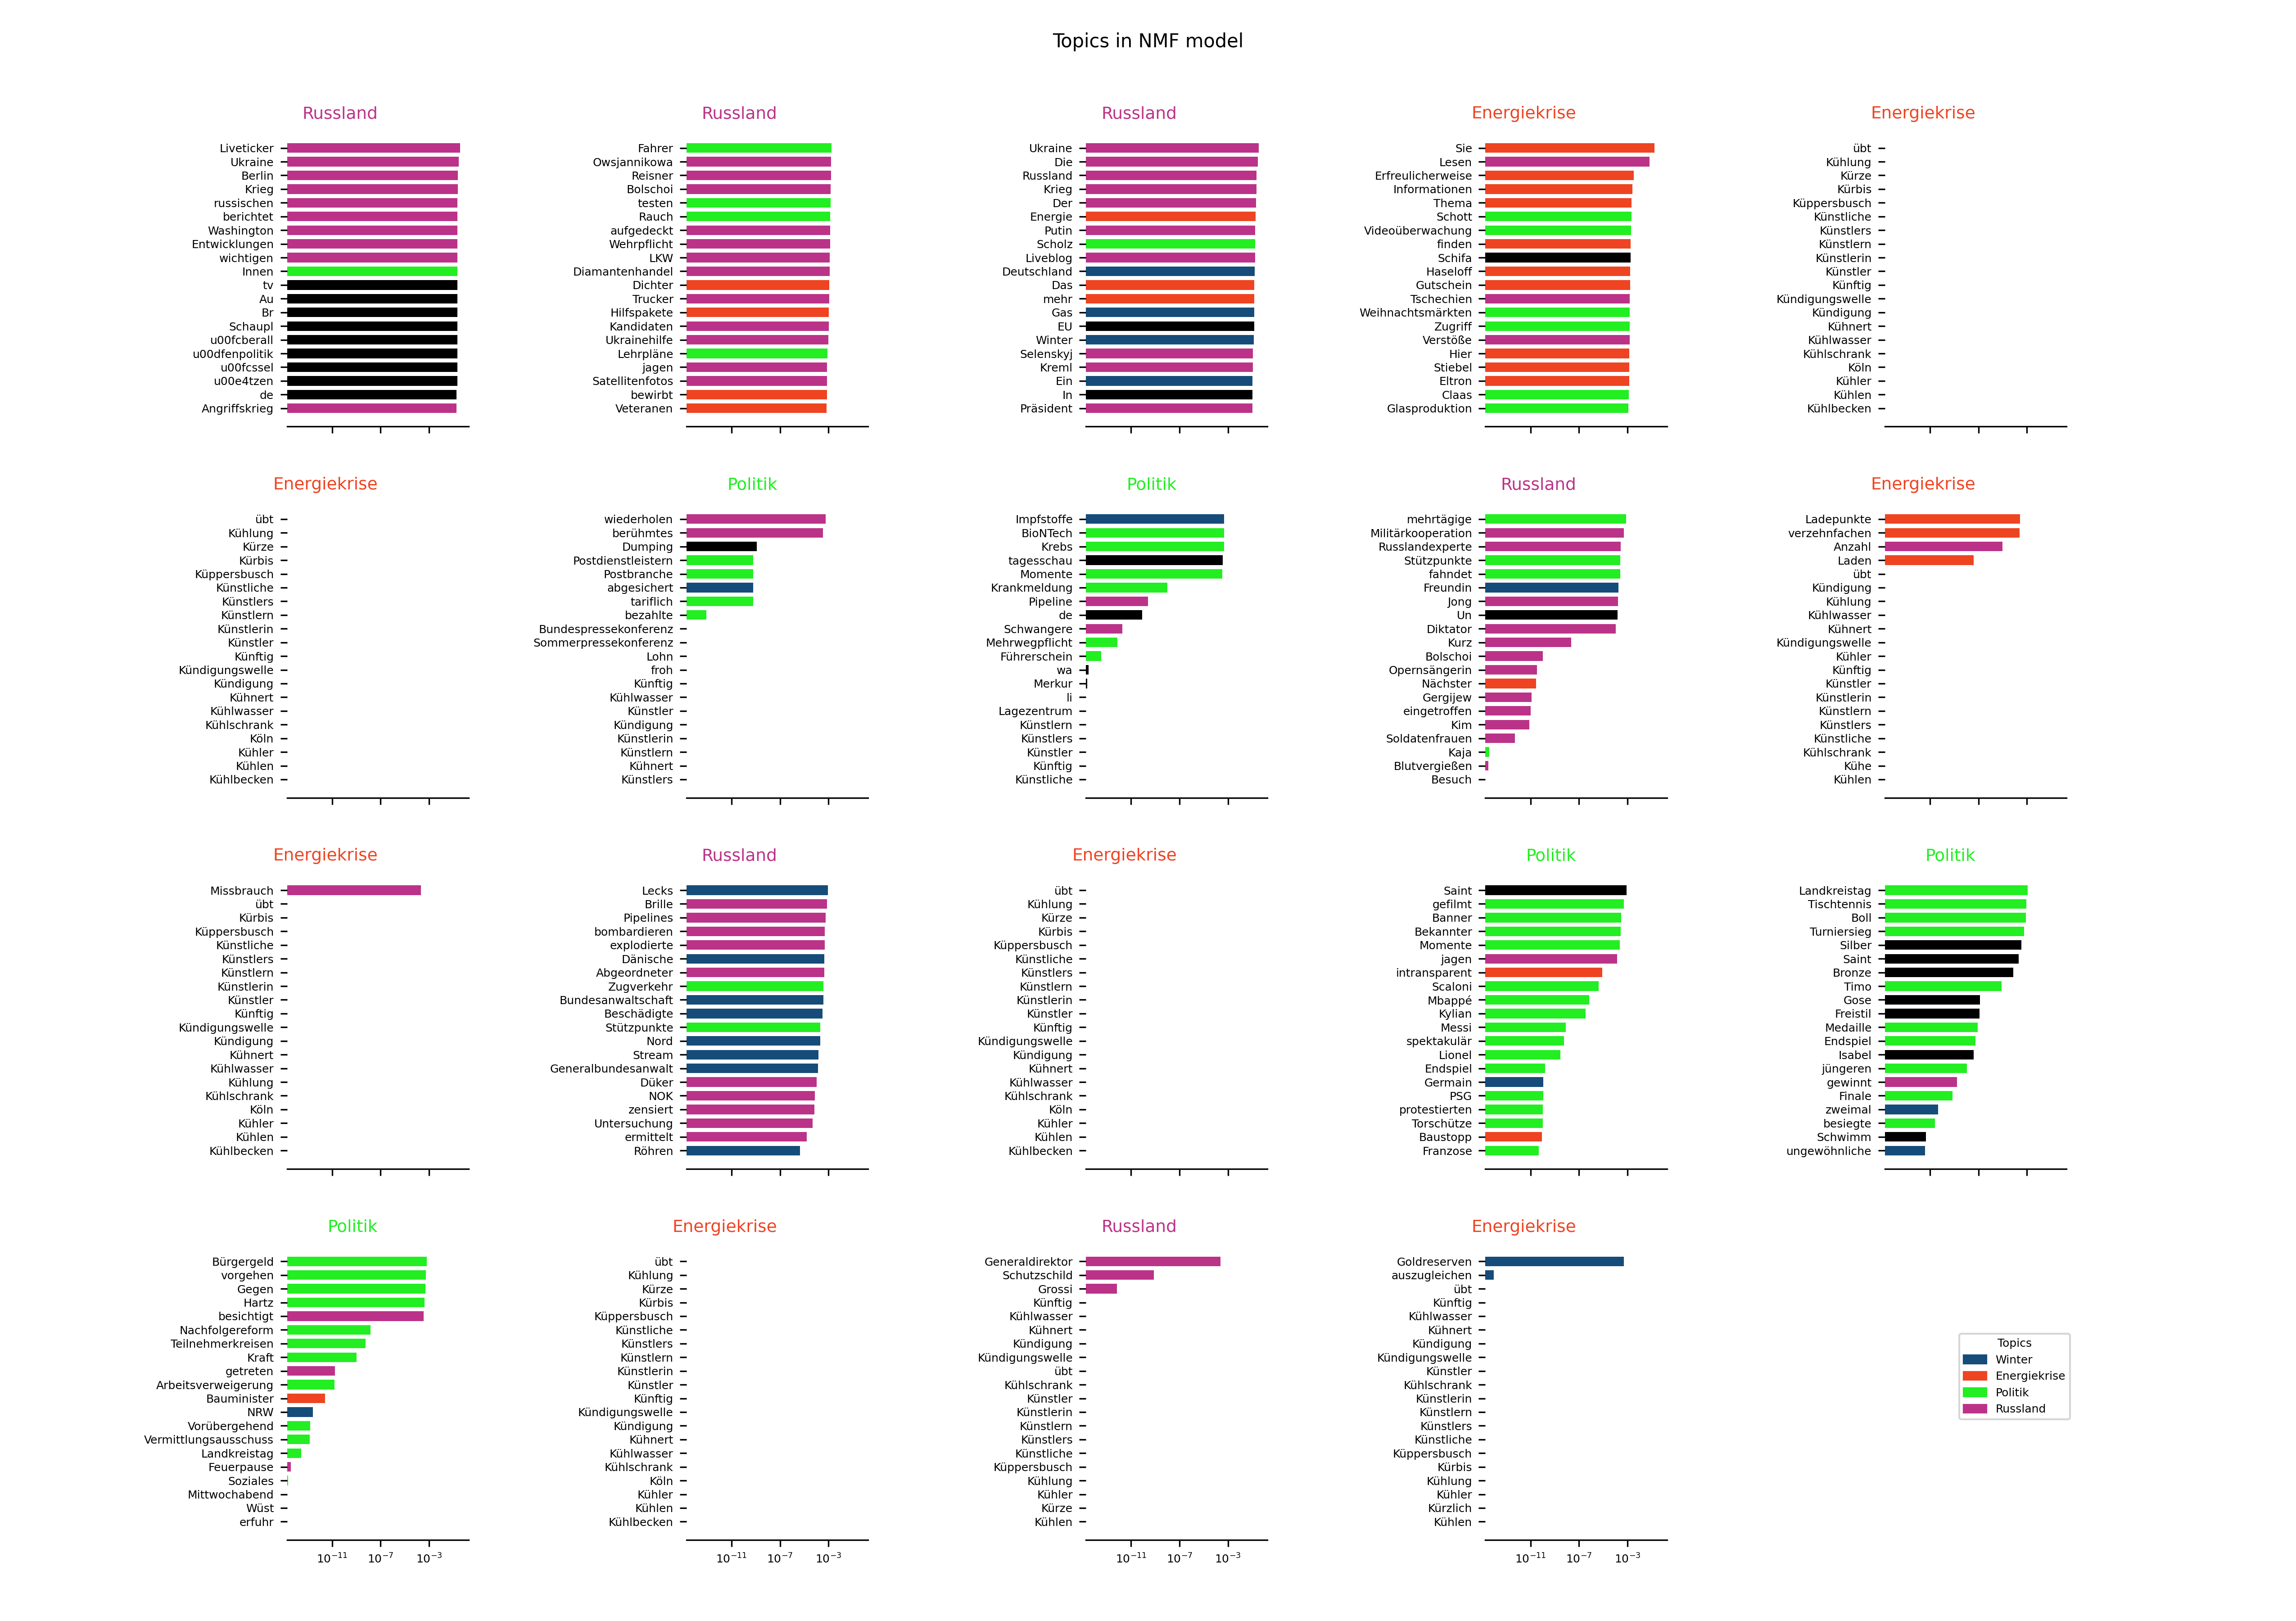 Topics in NMF model
Russland
Liveticker
Ukraine
Berlin
Krieg
russischen
berichtet
Washington
Entwicklungen
wichtigen
Innen
tv
Au
Br
Schaupl
u00fcberall
u00dfenpolitik
u00fcssel
u00e4tzen
de
Angriffskrieg
Russland
Fahrer
Owsjannikowa
Reisner
Bolschoi
testen
Rauch
aufgedeckt
Wehrpflicht
LKW
Diamantenhandel
Dichter
Trucker
Hilfspakete
Kandidaten
Ukrainehilfe
Lehrpläne
jagen
Satellitenfotos
bewirbt
Veteranen
Russland
Ukraine
Die
Russland
Krieg
Der
Energie
Putin
Scholz
Liveblog
Deutschland
Das
mehr
Gas
EU
Winter
Selenskyj
Kreml
Ein
In
Präsident
Energiekrise
Sie
Lesen
Erfreulicherweise
Informationen
Thema
Schott
Videoüberwachung
finden
Schifa
Haseloff
Gutschein
Tschechien
Weihnachtsmärkten
Zugriff
Verstöße
Hier
Stiebel
Eltron
Claas
Glasproduktion
Energiekrise
übt
Kühlung
Kürze
Kürbis
Küppersbusch
Künstliche
Künstlers
Künstlern
Künstlerin
Künstler
Künftig
Kündigungswelle
Kündigung
Kühnert
Kühlwasser
Kühlschrank
Köln
Kühler
Kühlen
Kühlbecken
Energiekrise
übt
Kühlung
Kürze
Kürbis
Küppersbusch
Künstliche
Künstlers
Künstlern
Künstlerin
Künstler
Künftig
Kündigungswelle
Kündigung
Kühnert
Kühlwasser
Kühlschrank
Köln
Kühler
Kühlen
Kühlbecken
Politik
wiederholen
berühmtes
Dumping
Postdienstleistern
Postbranche
abgesichert
tariflich
bezahlte
Bundespressekonferenz
Sommerpressekonferenz
Lohn
froh
Künftig
Kühlwasser
Künstler
Kündigung
Künstlerin
Künstlern
Kühnert
Künstlers
Politik
Impfstoffe
BioNTech
Krebs
tagesschau
Momente
Krankmeldung
Pipeline
de
Schwangere
Mehrwegpflicht
Führerschein
wa
Merkur
li
Lagezentrum
Künstlern
Künstlers
Künstler
Künftig
Künstliche
Russland
mehrtägige
Militärkooperation
Russlandexperte
Stützpunkte
fahndet
Freundin
Jong
Un
Diktator
Kurz
Bolschoi
Opernsängerin
Nächster
Gergijew
eingetroffen
Kim
Soldatenfrauen
Kaja
Blutvergießen
Besuch
Energiekrise
Ladepunkte
verzehnfachen
Anzahl
Laden
übt
Kündigung
Kühlung
Kühlwasser
Kühnert
Kündigungswelle
Kühler
Künftig
Künstler
Künstlerin
Künstlern
Künstlers
Künstliche
Kühlschrank
Kühe
Kühlen
Energiekrise
Missbrauch
übt
Kürbis
Küppersbusch
Künstliche
Künstlers
Künstlern
Künstlerin
Künstler
Künftig
Kündigungswelle
Kündigung
Kühnert
Kühlwasser
Kühlung
Kühlschrank
Köln
Kühler
Kühlen
Kühlbecken
Russland
Lecks
Brille
Pipelines
bombardieren
explodierte
Dänische
Abgeordneter
Zugverkehr
Bundesanwaltschaft
Beschädigte
Stützpunkte
Nord
Stream
Generalbundesanwalt
Düker
NOK
zensiert
Untersuchung
ermittelt
Röhren
Energiekrise
übt
Kühlung
Kürze
Kürbis
Küppersbusch
Künstliche
Künstlers
Künstlern
Künstlerin
Künstler
Künftig
Kündigungswelle
Kündigung
Kühnert
Kühlwasser
Kühlschrank
Köln
Kühler
Kühlen
Kühlbecken
Politik
Saint
gefilmt
Banner
Bekannter
Momente
jagen
intransparent
Scaloni
Mbappé
Kylian
Messi
spektakulär
Lionel
Endspiel
Germain
PSG
protestierten
Torschütze
Baustopp
Franzose
Politik
Landkreistag
Tischtennis
Boll
Turniersieg
Silber
Saint
Bronze
Timo
Gose
Freistil
Medaille
Endspiel
Isabel
jüngeren
gewinnt
Finale
zweimal
besiegte
Schwimm
ungewöhnliche
Politik
Bürgergeld
vorgehen
Gegen
Hartz
besichtigt
Nachfolgereform
Teilnehmerkreisen
Kraft
getreten
Arbeitsverweigerung
Bauminister
NRW
Vorübergehend
Vermittlungsausschuss
Landkreistag
Feuerpause
Soziales
Mittwochabend
Wüst
erfuhr
10⁻¹¹ 10⁻⁷ 10⁻³
Energiekrise
übt
Kühlung
Kürze
Kürbis
Küppersbusch
Künstliche
Künstlers
Künstlern
Künstlerin
Künstler
Künftig
Kündigungswelle
Kündigung
Kühnert
Kühlwasser
Kühlschrank
Köln
Kühler
Kühlen
Kühlbecken
10⁻¹¹ 10⁻⁷ 10⁻³
Russland
Generaldirektor
Schutzschild
Grossi
Künftig
Kühlwasser
Kühnert
Kündigung
Kündigungswelle
übt
Kühlschrank
Künstler
Künstlerin
Künstlern
Künstlers
Künstliche
Küppersbusch
Kühlung
Kühler
Kürze
Kühlen
10⁻¹¹ 10⁻⁷ 10⁻³
Energiekrise
Goldreserven
auszugleichen
übt
Künftig
Kühlwasser
Kühnert
Kündigung
Kündigungswelle
Künstler
Kühlschrank
Künstlerin
Künstlern
Künstlers
Künstliche
Küppersbusch
Kürbis
Kühlung
Kühler
Kürzlich
Kühlen
10⁻¹¹ 10⁻⁷ 10⁻³
Topics
Winter
Energiekrise
Politik
Russland